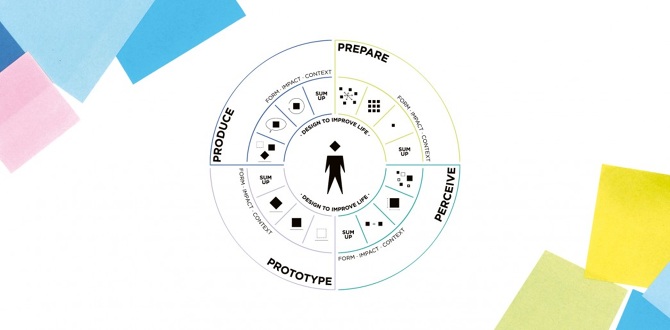 PREPARE
FORM · IMPACT · CONTEXT
SUM
UP
PERCEIVE
FORM · IMPACT · CONTEXT
SUM
UP
PROTOTYPE
FORM · IMPACT · CONTEXT
SUM
UP
PRODUCE
FORM · IMPACT · CONTEXT
SUM
UP
· DESIGN TO IMPROVE LIFE ·
· DESIGN TO IMPROVE LIFE ·